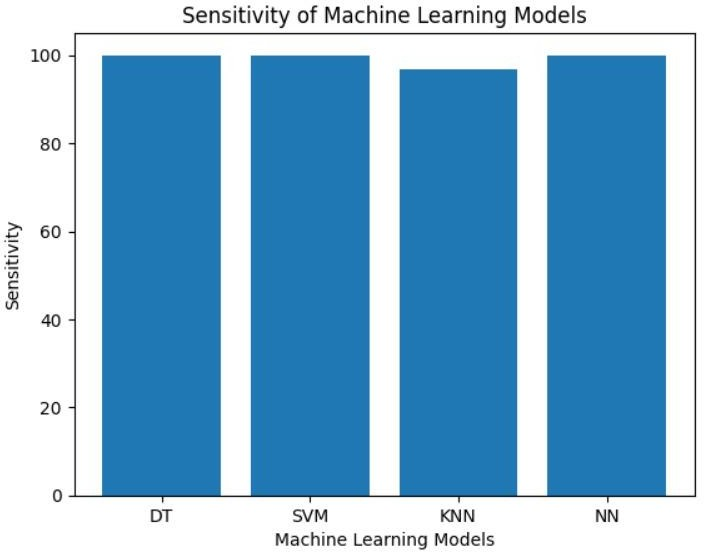 Sensitivity of Machine Learning Models
100
80
60
40
20
0
Sensitivity
DT SVM KNN NN
Machine Learning Models